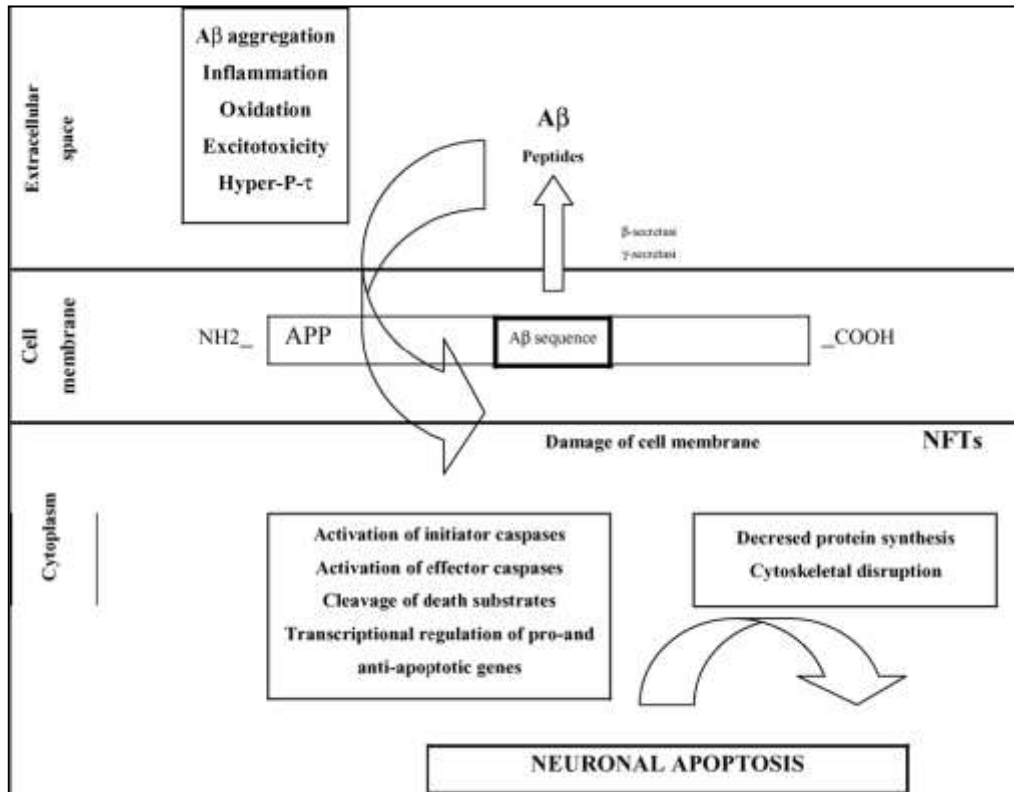 Extracellular
space
Aβ aggregation
Inflammation
Oxidation
Excitotoxicity
Hyper-P-τ
Aβ
Peptides
β-secretasi
γ-secretasi
Cell
membrane
NH2_
APP
Aβ sequence
_COOH
Cytoplasm
Damage of cell membrane
NFTs
Activation of initiator caspases
Activation of effector caspases
Cleavage of death substrates
Transcriptional regulation of pro-and
anti-apoptotic genes
Decresed protein synthesis
Cytoskeletal disruption
NEURONAL APOPTOSIS